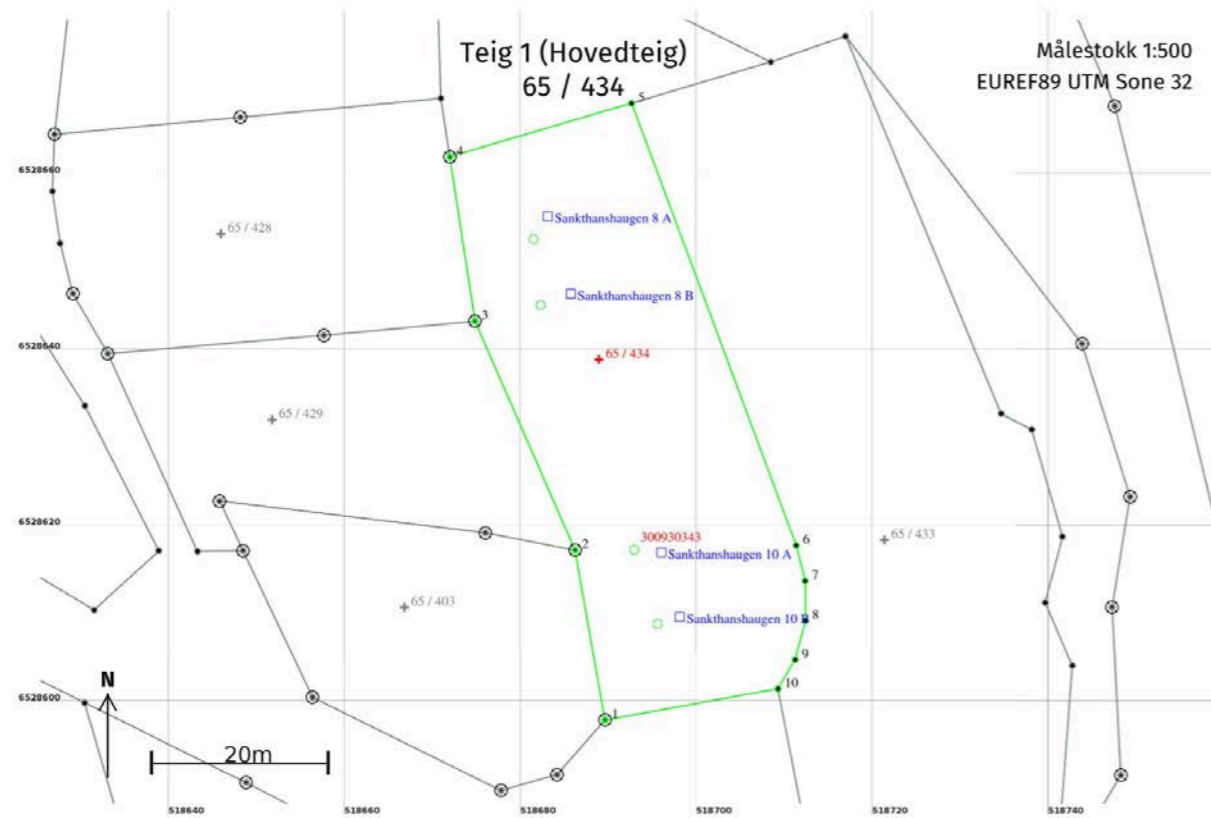 Teig 1 (Hovedteig)
65 / 434
Målestokk 1:500
EUREF89 UTM Sone 32
5
4
6528660
Sankthanshaugen 8 A
65 / 428
Sankthanshaugen 8 B
3
6528640
65 / 434
65 / 429
6528620
300930343
6
65 / 433
2
Sankthanshaugen 10 A
7
65 / 403
Sankthanshaugen 10 B
8
9
N
10
6528600
1
20m
518640
518660
518680
518700
518720
518740